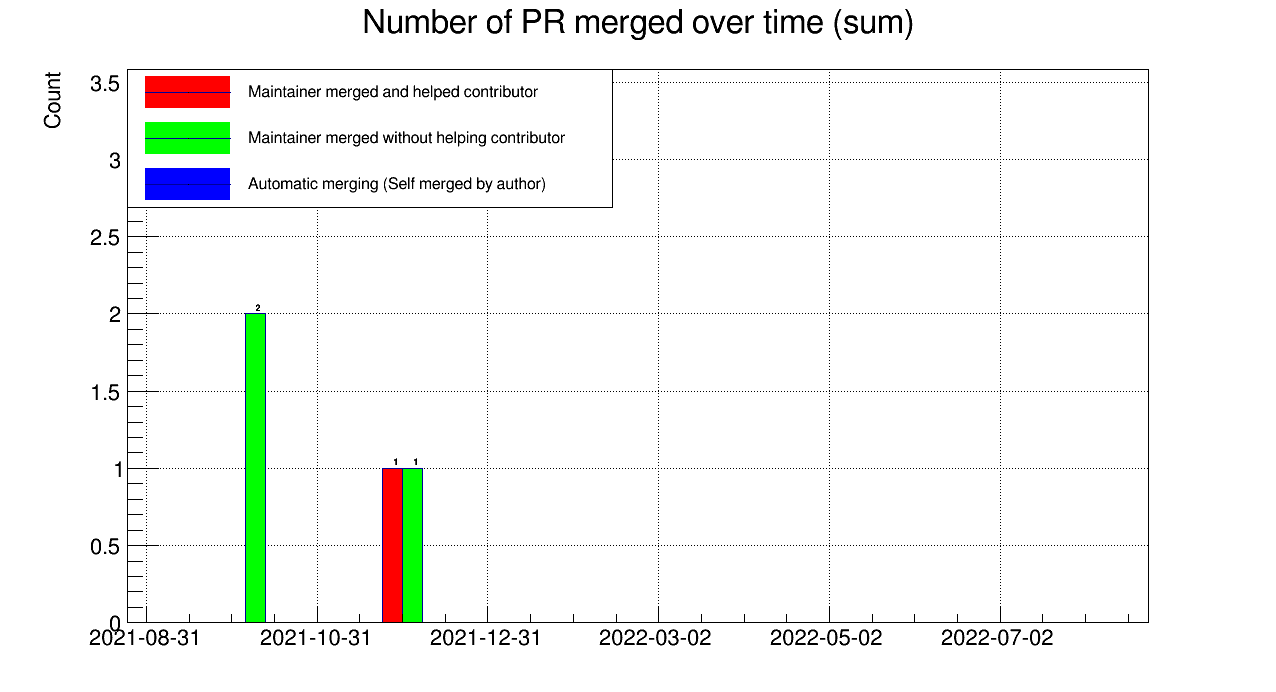 Number of PR merged over time (sum)
Count
3.5
3
2.5
2
1.5
1
0.5
0
Maintainer merged and helped contributor
Maintainer merged without helping contributor
Automatic merging (Self merged by author)
2
1 1
2021-08-31 2021-10-31 2021-12-31 2022-03-02 2022-05-02 2022-07-02